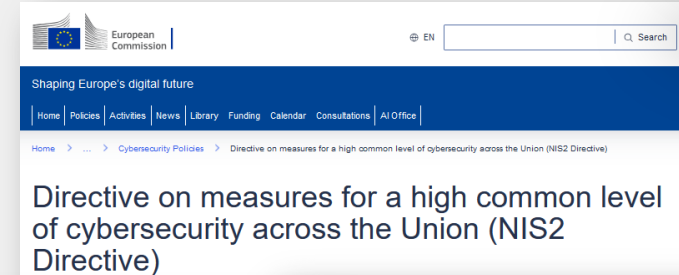 European
Commission
EN
Search
Shaping Europe's digital future
Home Policies Activities News Library Funding Calendar Consultations AI Office
Home > ... > Cybersecurity Policies > Directive on measures for a high common level of cybersecurity across the Union (NIS2 Directive)
Directive on measures for a high common level
of cybersecurity across the Union (NIS2
Directive)